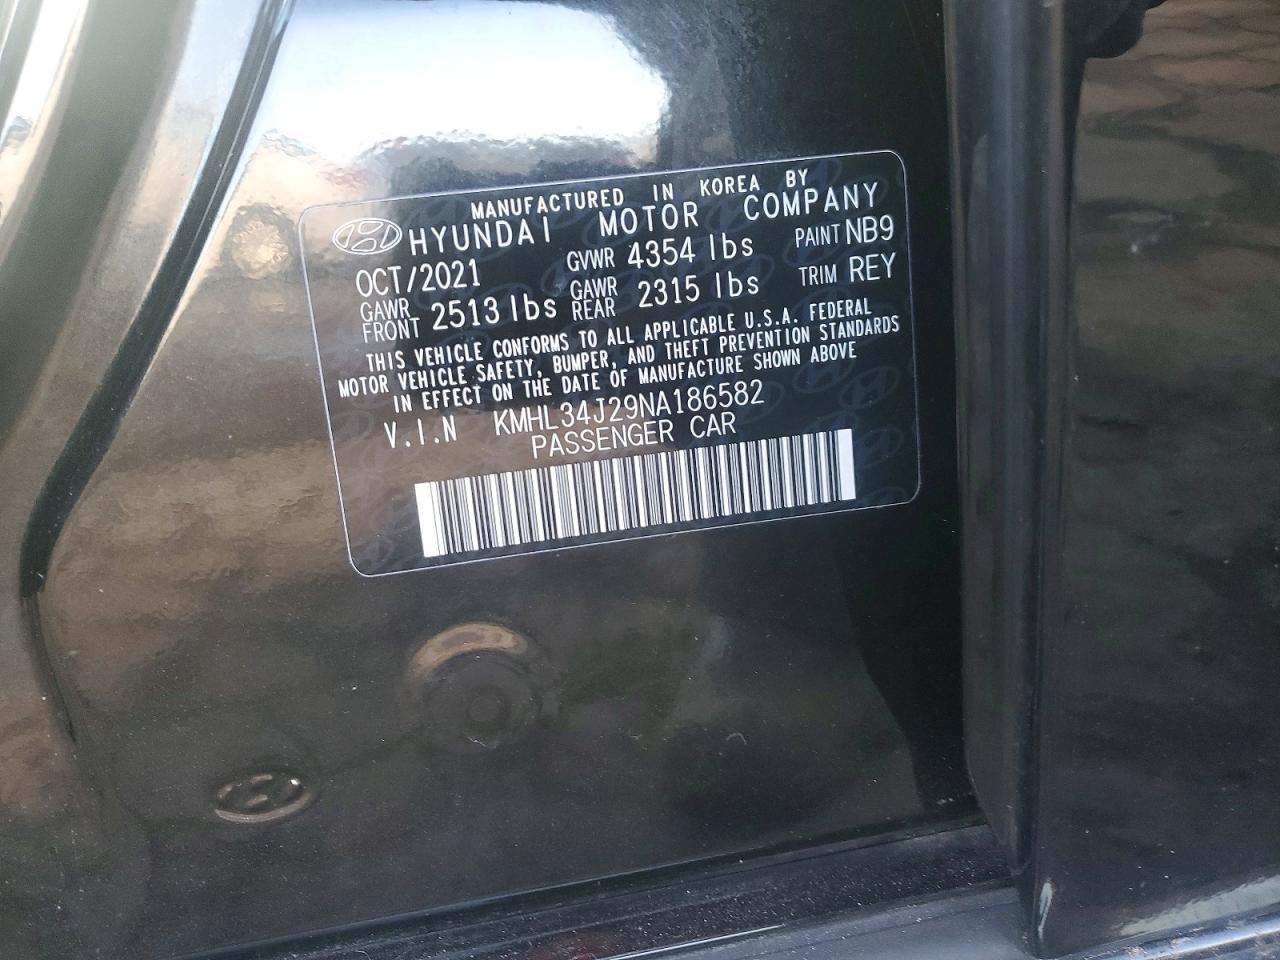 MANUFACTURED IN KOREA BY
HYUNDAI MOTOR COMPANY
OCT/2021 GVWR 4354 lbs PAINT NB9
GAWR FRONT 2513 lbs GAWR REAR 2315 lbs TRIM REY
THIS VEHICLE CONFORMS TO ALL APPLICABLE U.S.A. FEDERAL
MOTOR VEHICLE SAFETY, BUMPER, AND THEFT PREVENTION STANDARDS
IN EFFECT ON THE DATE OF MANUFACTURE SHOWN ABOVE
V.I.N KMHL34J29NA186582
PASSENGER CAR